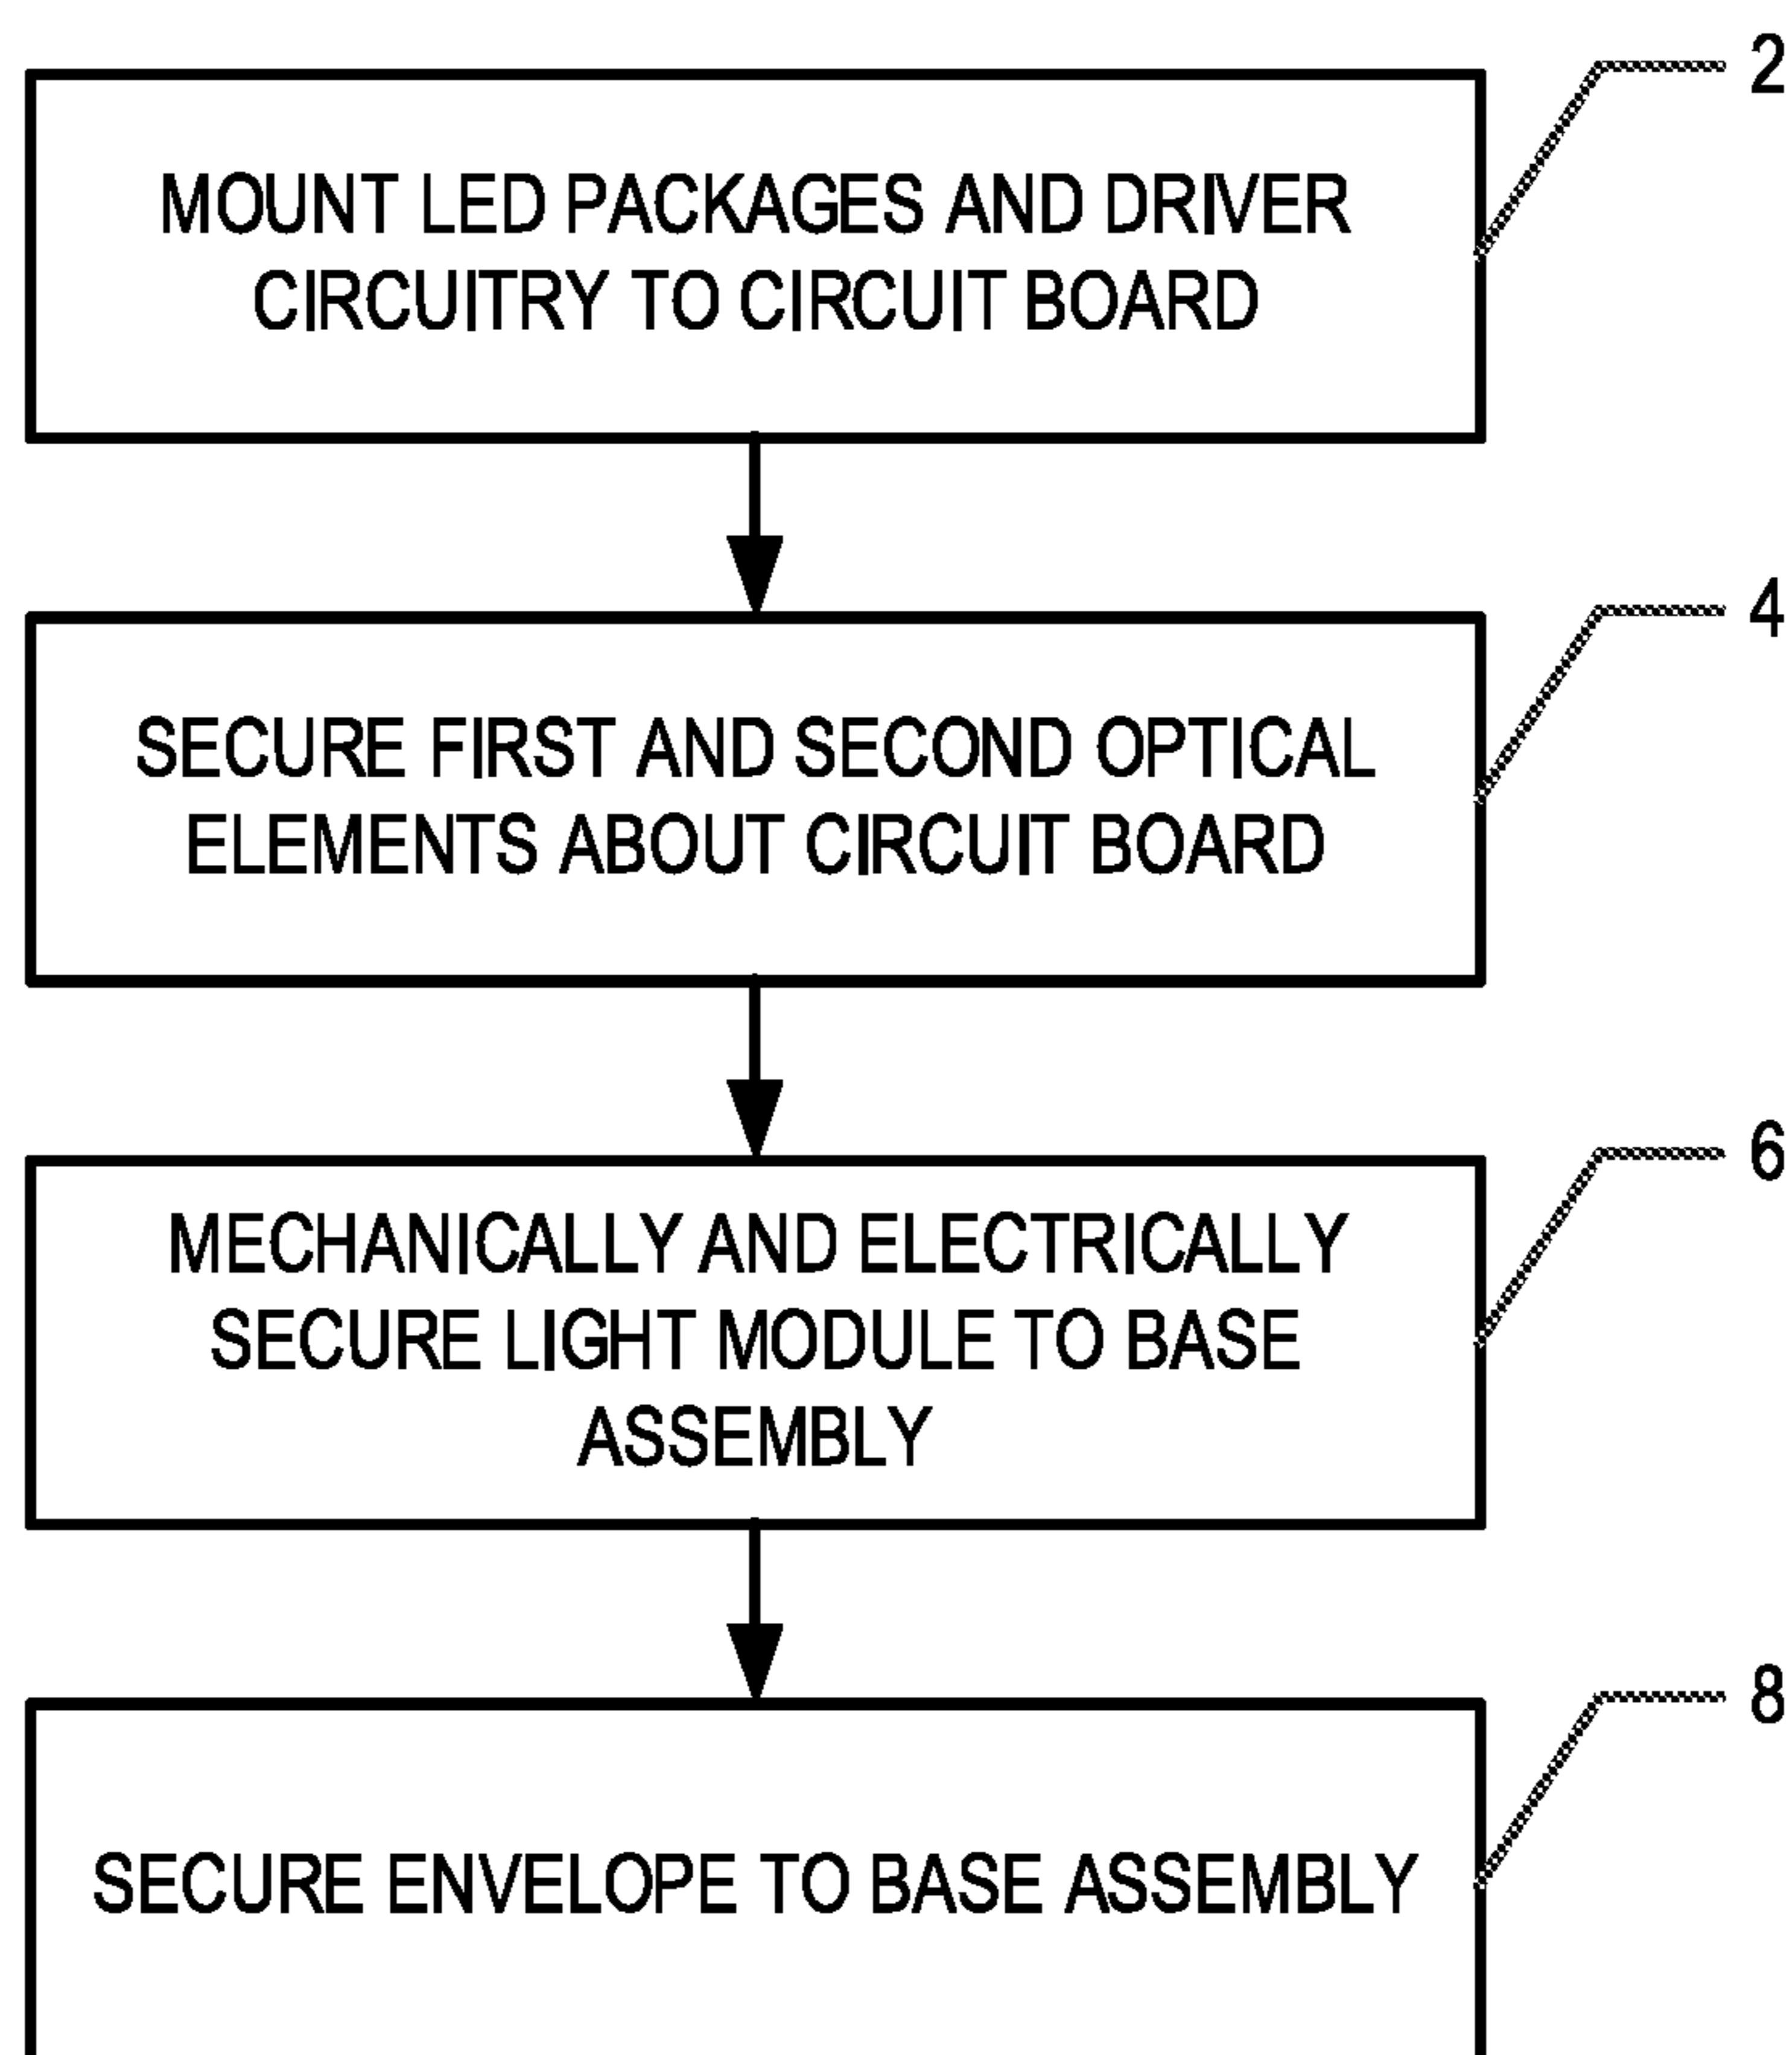 2
MOUNT LED PACKAGES AND DRIVER
CIRCUITRY TO CIRCUIT BOARD
4
SECURE FIRST AND SECOND OPTICAL
ELEMENTS ABOUT CIRCUIT BOARD
6
MECHANICALLY AND ELECTRICALLY
SECURE LIGHT MODULE TO BASE
ASSEMBLY
8
SECURE ENVELOPE TO BASE ASSEMBLY